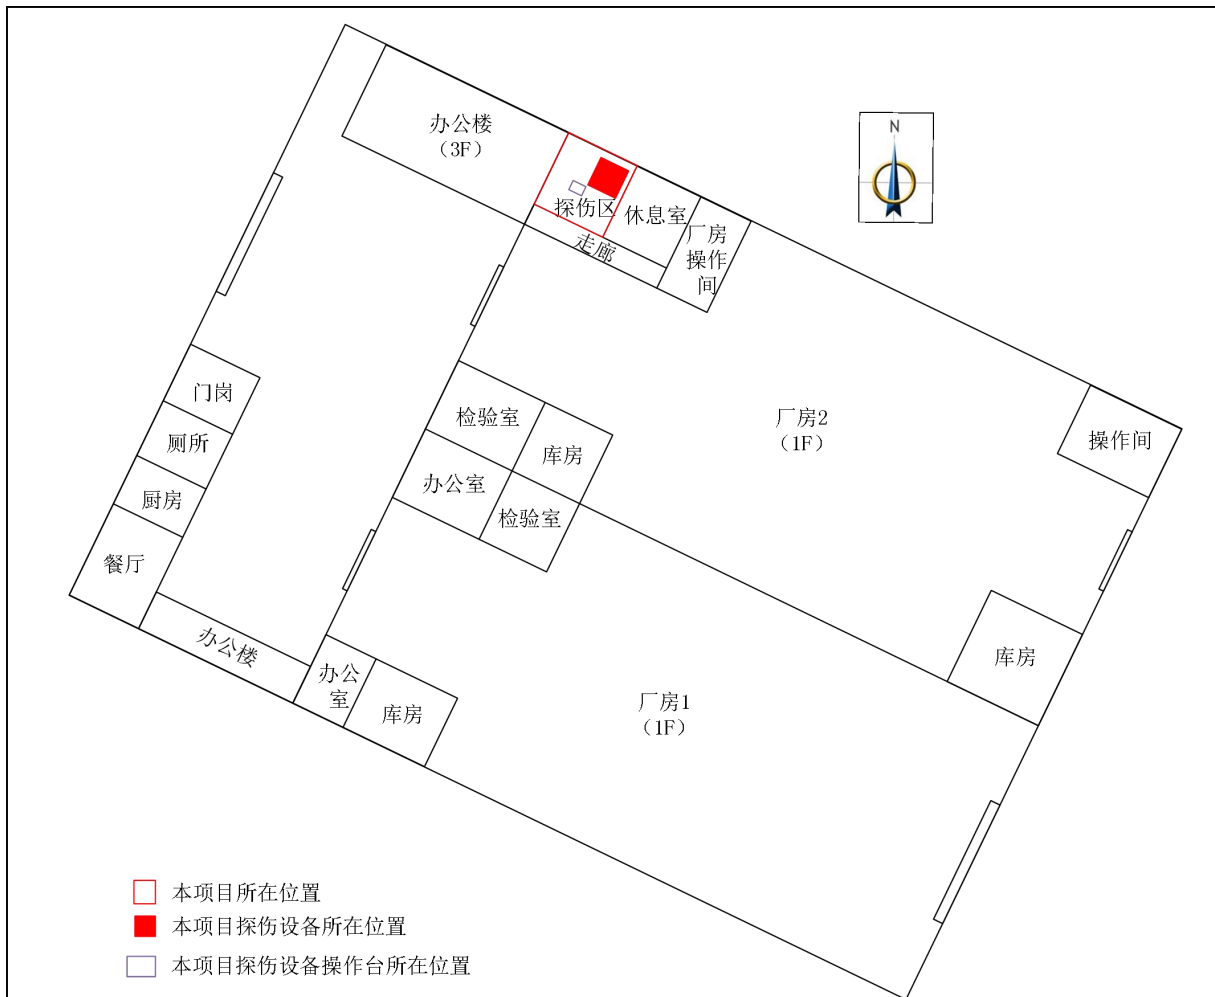 N
办公楼
（3F）
探伤区
休息室
走廊
厂房
操作
间
门岗
厕所
厨房
餐厅
办公楼
检验室
库房
办公室
检验室
厂房2
（1F）
操作间
库房
办公
室
库房
厂房1
（1F）
本项目所在位置
本项目探伤设备所在位置
本项目探伤设备操作台所在位置